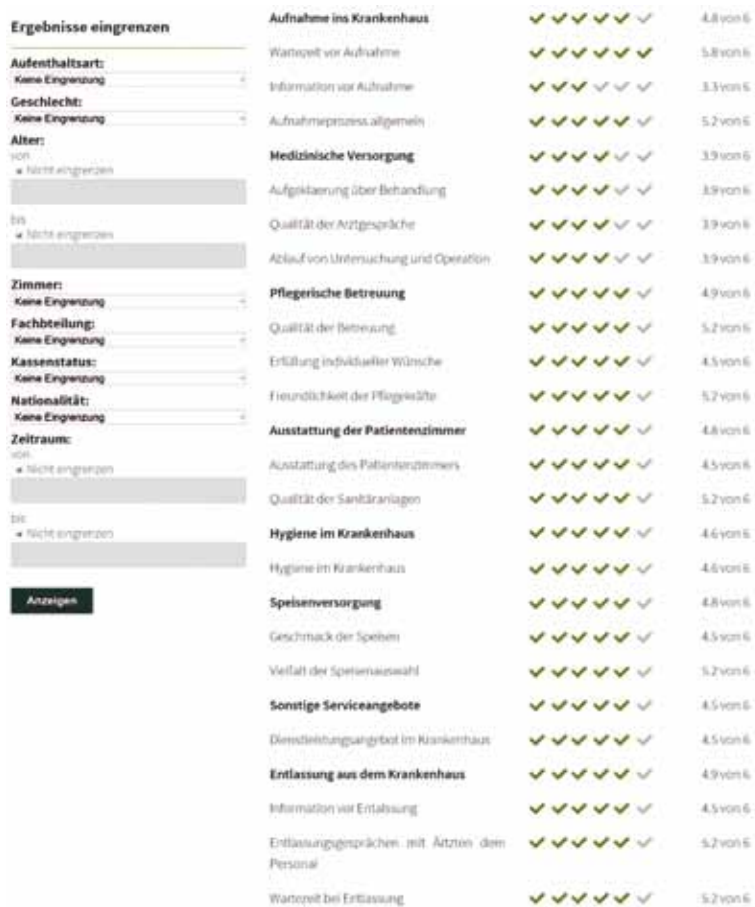 Ergebnisse eingrenzen
Aufenthaltsart:
Keine Eingrenzung
Geschlecht:
Keine Eingrenzung
Alter:
von
Nicht eingrenzen
bis
Nicht eingrenzen
Zimmer:
Keine Eingrenzung
Fachbteilung:
Keine Eingrenzung
Kassenstatus:
Keine Eingrenzung
Nationalität:
Keine Eingrenzung
Zeitraum:
von
Nicht eingrenzen
bis
Nicht eingrenzen
Anzeigen
Aufnahme ins Krankenhaus 4.8 von 6
Wartezeit vor Aufnahme 5.8 von 6
Information vor Aufnahme 3.3 von 6
Aufnahmeprozess allgemein 5.2 von 6
Medizinische Versorgung 3.9 von 6
Aufgklaerung über Behandlung 3.9 von 6
Qualität der Arztgespräche 3.9 von 6
Ablauf von Untersuchung und Operation 3.9 von 6
Pflegerische Betreuung 4.9 von 6
Qualität der Betreuung 5.2 von 6
Erfüllung individueller Wünsche 4.5 von 6
Freundlichkeit der Pflegekräfte 5.2 von 6
Ausstattung der Patientenzimmer 4.8 von 6
Ausstattung des Patientenzimmers 4.5 von 6
Qualität der Sanitäranlagen 5.2 von 6
Hygiene im Krankenhaus 4.6 von 6
Hygiene im Krankenhaus 4.6 von 6
Speisenversorgung 4.8 von 6
Geschmack der Speisen 4.5 von 6
Vielfalt der Speisenauswahl 5.2 von 6
Sonstige Serviceangebote 4.5 von 6
Dienstleistungsangebot im Krankenhaus 4.5 von 6
Entlassung aus dem Krankenhaus 4.9 von 6
Information vor Entalssung 4.5 von 6
Entlassungsgesprächen mit Ärtzten dem 5.2 von 6
Personal
Wartezeit bei Entlassung 5.2 von 6